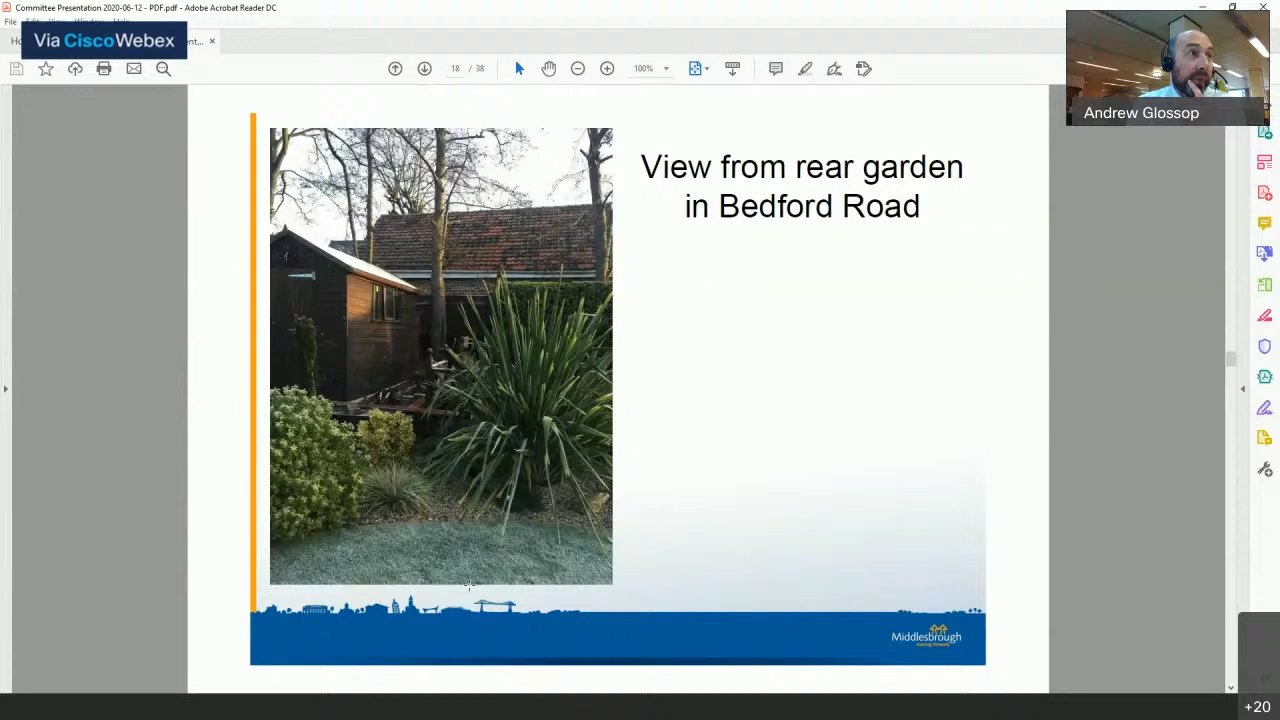 Committee Presentation 2020-06-12 - PDF.pdf - Adobe Acrobat Reader DC
File
Via CiscoWebex
18 / 38
100%
Andrew Glossop
View from rear garden
in Bedford Road
Middlesbrough
+20